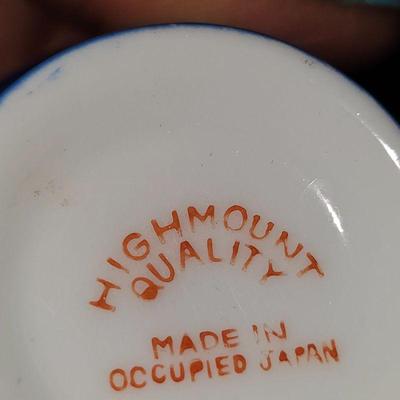 HIGHMOUNT
QUALITY
MADE IN
OCCUPIED JAPAN